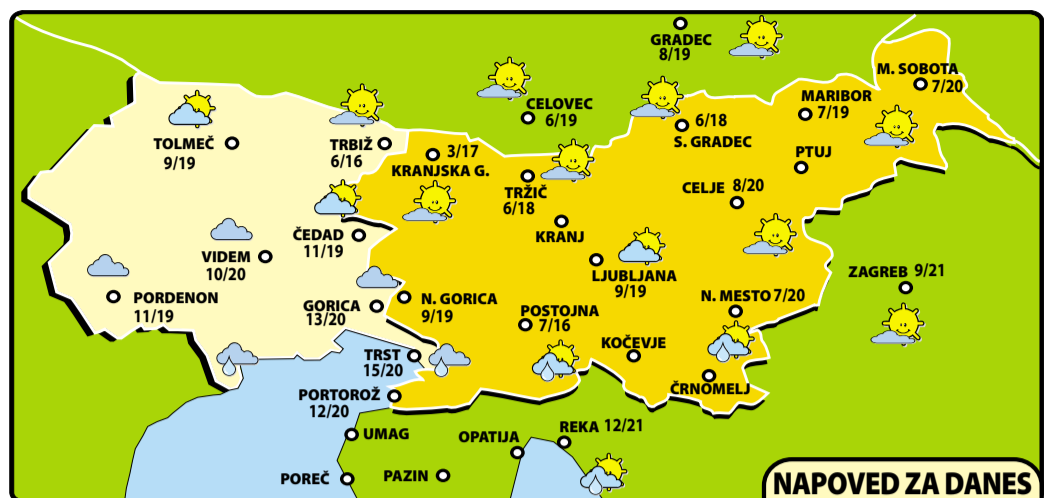 GRADEC
8/19
M. SOBOTA
7/20
CELOVEC
6/19
MARIBOR
7/19
6/18
S. GRADEC
TOLMEČ
9/19
TRBIŽ
6/16
3/17
KRANJSKA G.
PTUJ
TRŽIČ
6/18
CELJE 8/20
KRANJ
ČEDAD
11/19
VIDEM
10/20
LJUBLJANA
9/19
ZAGREB 9/21
PORDENON
11/19
GORICA
13/20
N. GORICA
9/19
POSTOJNA
7/16
N. MESTO 7/20
KOČEVJE
TRST
15/20
ČRNOMELJ
PORTOROŽ
12/20
UMAG
OPATIJA
REKA 12/21
POREČ
PAZIN
NAPOVED ZA DANES